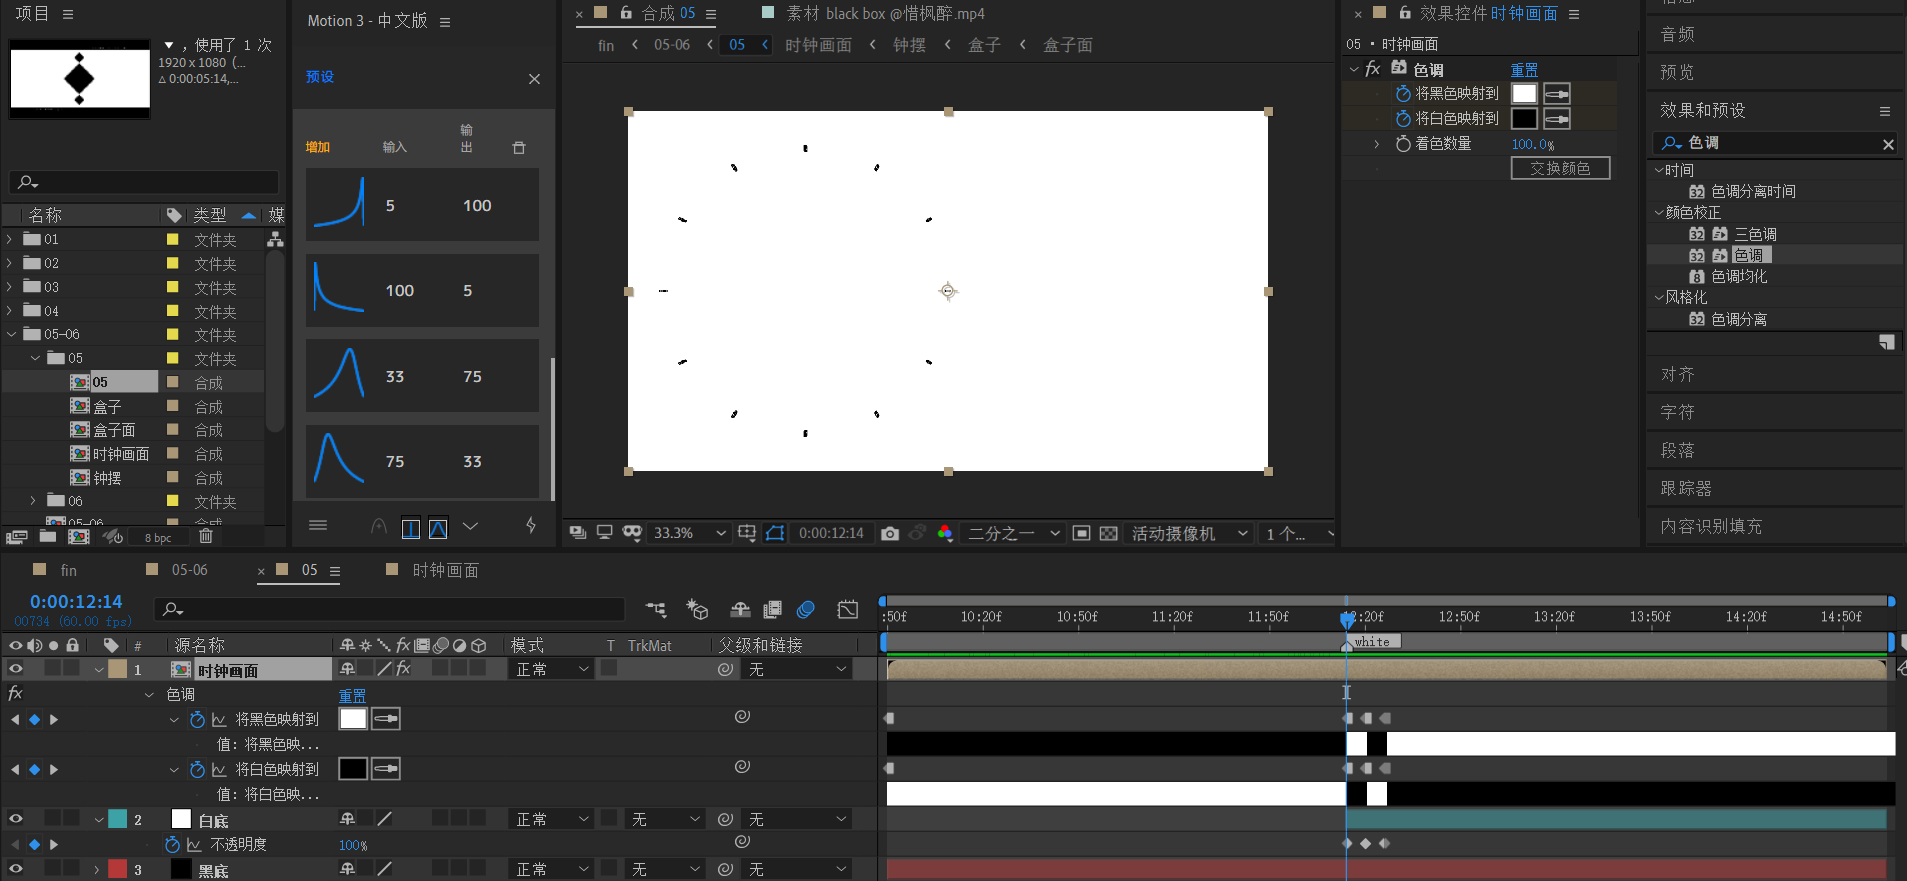 项目
，使用了 1 次
1920 x 1080 (...
△ 0:00:05:14,...
名称
类型
媒
01
文件夹
02
文件夹
03
文件夹
04
文件夹
05-06
文件夹
05
文件夹
05
合成
盒子
合成
盒子面
合成
时钟画面
合成
钟摆
合成
06
文件夹
05-06
合成
8 bpc
Motion 3 - 中文版
预设
增加
输入
输出
5
100
100
5
33
75
75
33
合成 05
素材 black box @惜枫醉.mp4
fin
05-06
05
时钟画面
钟摆
盒子
盒子面
33.3%
0:00:12:14
二分之一
活动摄像机
1 个...
效果控件 时钟画面
05 · 时钟画面
fx 色调
重置
将黑色映射到
将白色映射到
着色数量
100.0%
交换颜色
音频
预览
效果和预设
色调
时间
32 色调分离时间
颜色校正
32 三色调
32 色调
8 色调均化
风格化
32 色调分离
对齐
字符
段落
跟踪器
内容识别填充
fin
05-06
05
时钟画面
0:00:12:14
00734 (60.00 fps)
:50f
10:20f
10:50f
11:20f
11:50f
12:20f
12:50f
13:20f
13:50f
14:20f
14:50f
#
源名称
fx
模式
T TrkMat
父级和链接
white
1
时钟画面
fx
正常
无
fx
色调
重置
将黑色映射到
值: 将黑色映...
将白色映射到
值: 将白色映...
2
白底
正常
无
无
不透明度
100%
3
黑底
正常
无
无